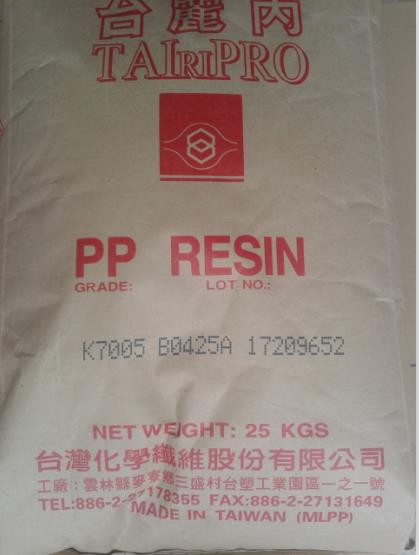 台麗丙
TAIRIPRO
PP RESIN
GRADE: LOT NO.:
K7005 B0425A 17209652
NET WEIGHT: 25 KGS
台灣化學纖維股份有限公司
工廠：雲林縣麥寮鄉三盛村台塑工業園區一之一號
TEL:886-2-27178355 FAX:886-2-27131649
MADE IN TAIWAN (MLPP)